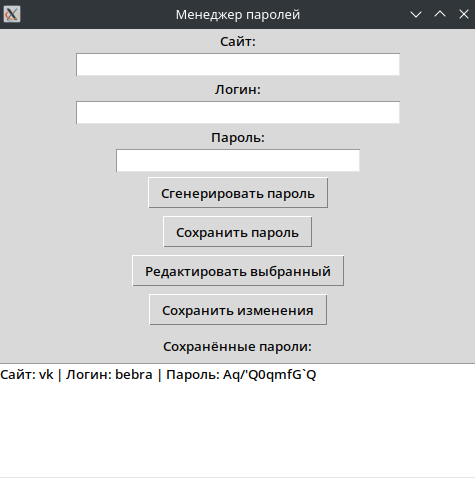 Менеджер паролей
Сайт:
Логин:
Пароль:
Сгенерировать пароль
Сохранить пароль
Редактировать выбранный
Сохранить изменения
Сохранённые пароли:
Сайт: vk | Логин: bebra | Пароль: Aq/'Q0qmfG`Q